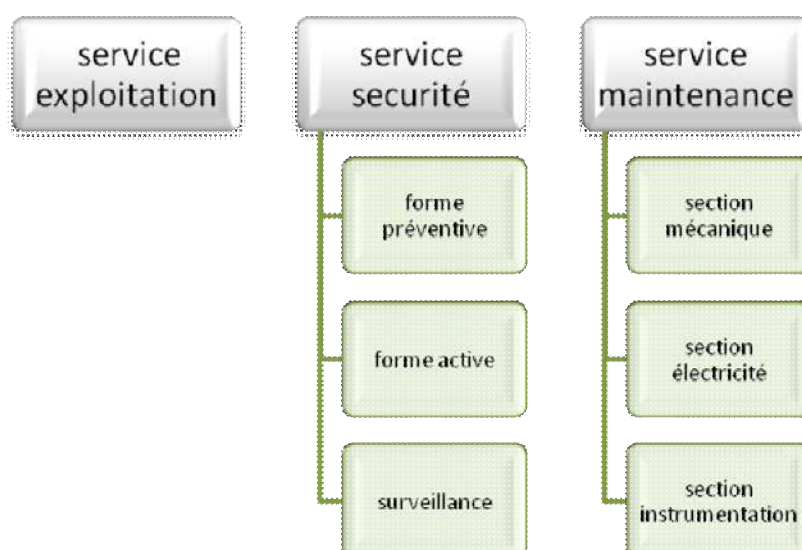 service
exploitation
service
securité
forme
préventive
forme active
surveillance
service
maintenance
section
mécanique
section
électricité
section
instrumentation